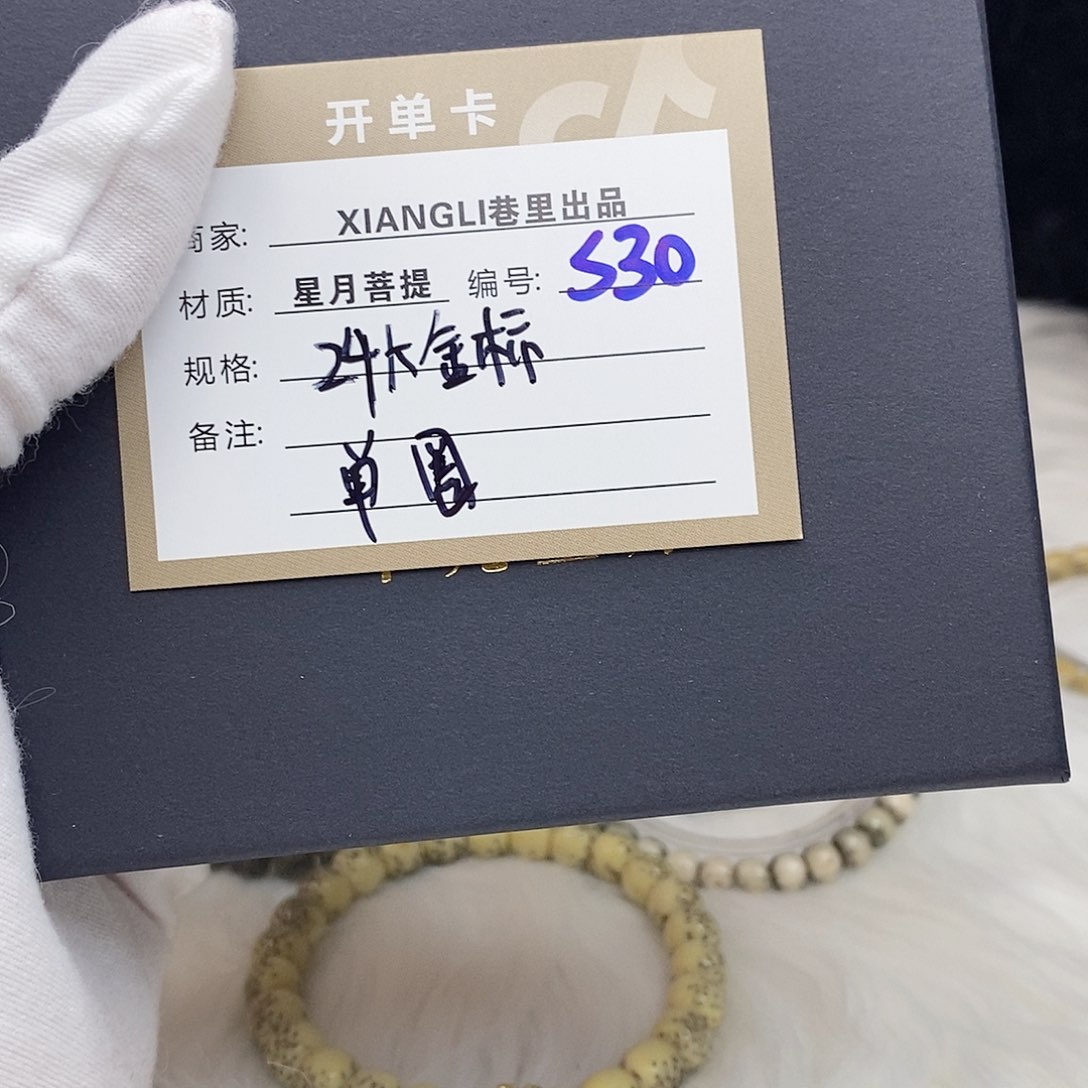 开单卡
商家: XIANGLI巷里出品
材质: 星月菩提 编号: S30
规格: 24大金标
备注:
单圈